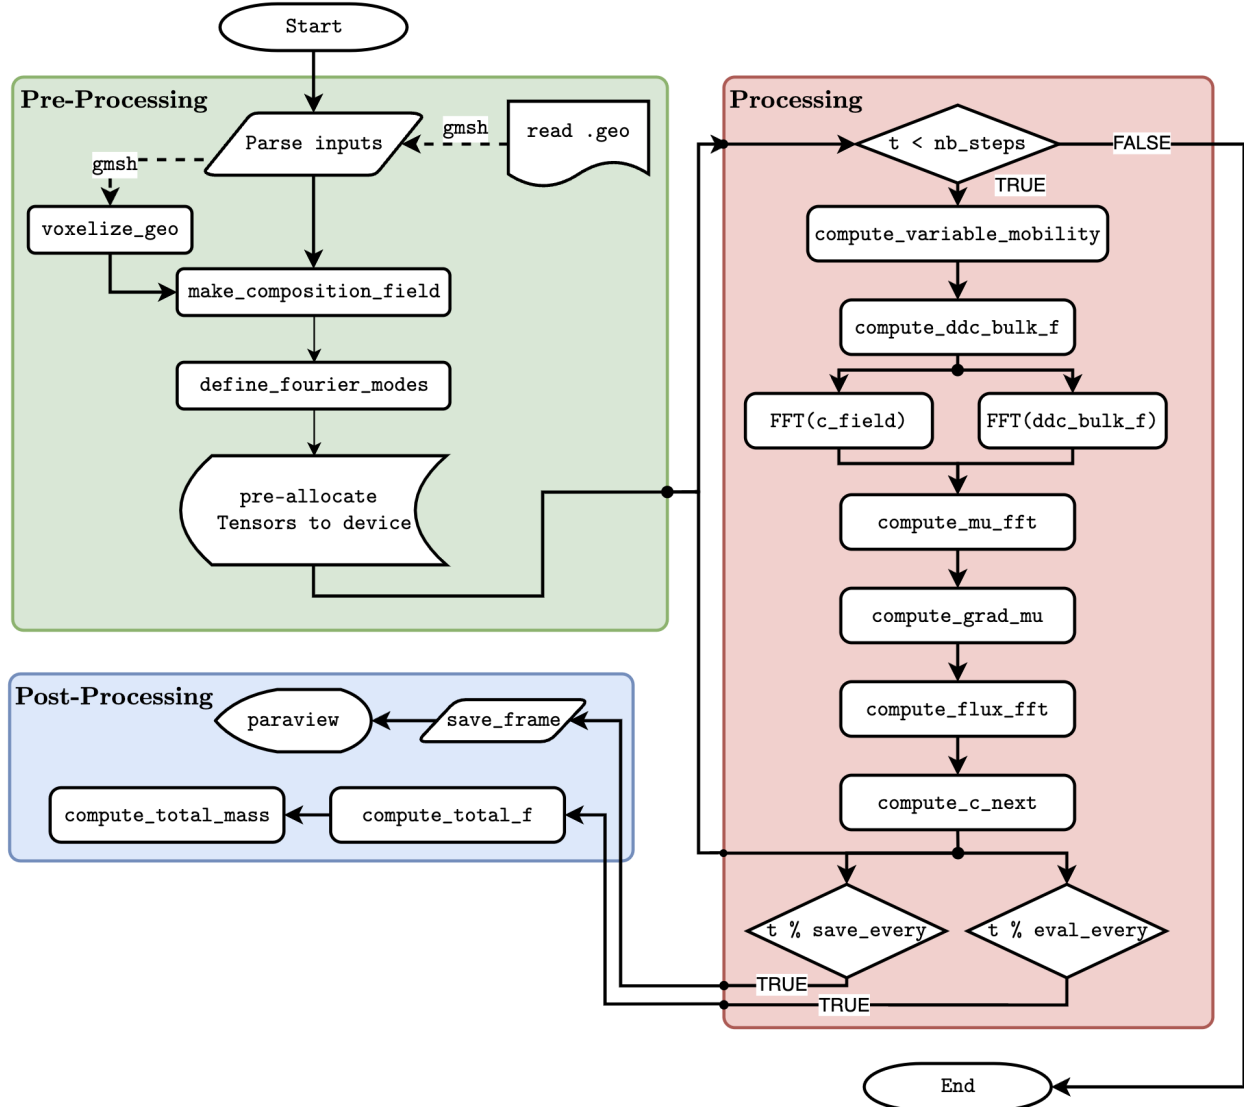 Start
Pre-Processing
Parse inputs
gmsh
read .geo
gmsh
voxelize_geo
make_composition_field
define_fourier_modes
pre-allocate
Tensors to device
Processing
t < nb_steps
FALSE
TRUE
compute_variable_mobility
compute_ddc_bulk_f
FFT(c_field)
FFT(ddc_bulk_f)
compute_mu_fft
compute_grad_mu
compute_flux_fft
compute_c_next
t % save_every
t % eval_every
TRUE
TRUE
Post-Processing
paraview
save_frame
compute_total_mass
compute_total_f
End